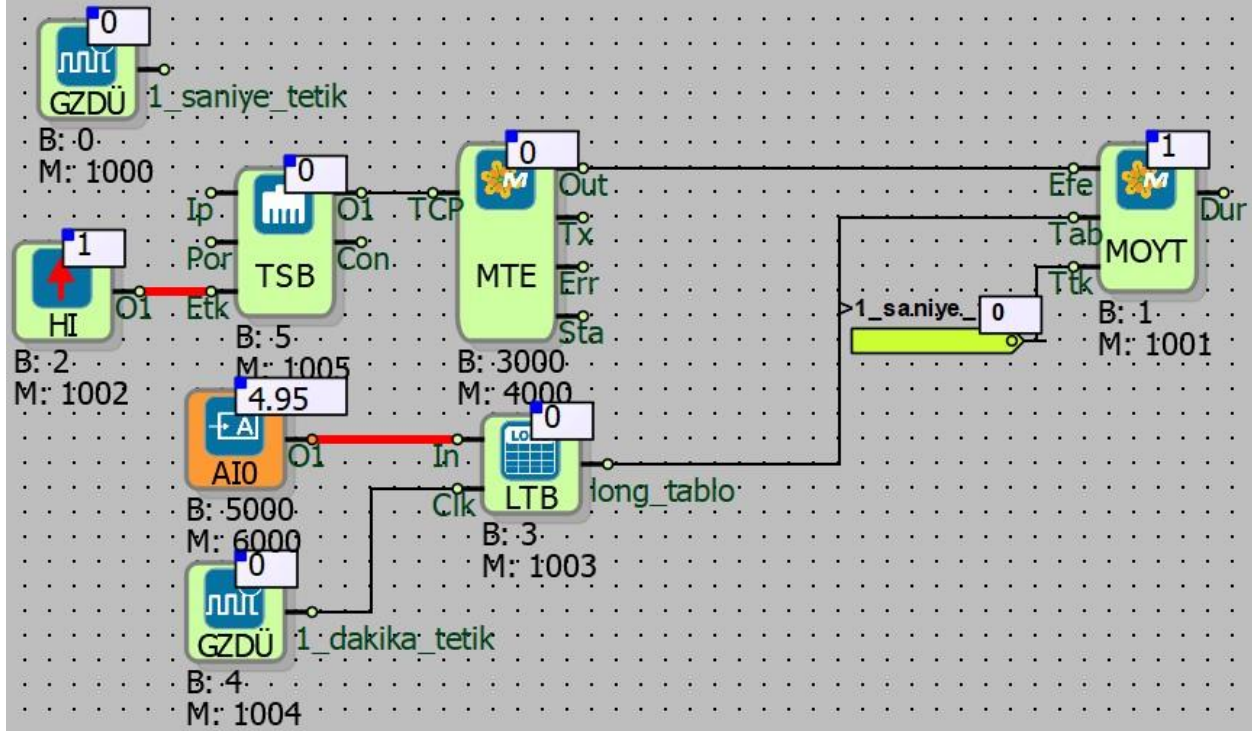 0
GZDÜ
1_saniye_tetik
B: 0
M: 1000
1
HI
O1
B: 2
M: 1002
0
Ip
Por
Etk
TSB
O1
Con
B: 5
M: 1005
0
TCP
MTE
Out
Tx
Err
Sta
B: 3000
M: 4000
1
Efe
Tab
Ttk
MOYT
Dur
B: 1
M: 1001
>1_saniye_
0
4.95
A
AI0
O1
B: 5000
M: 6000
0
In
Clk
LTB
long_tablo
B: 3
M: 1003
0
GZDÜ
1_dakika_tetik
B: 4
M: 1004